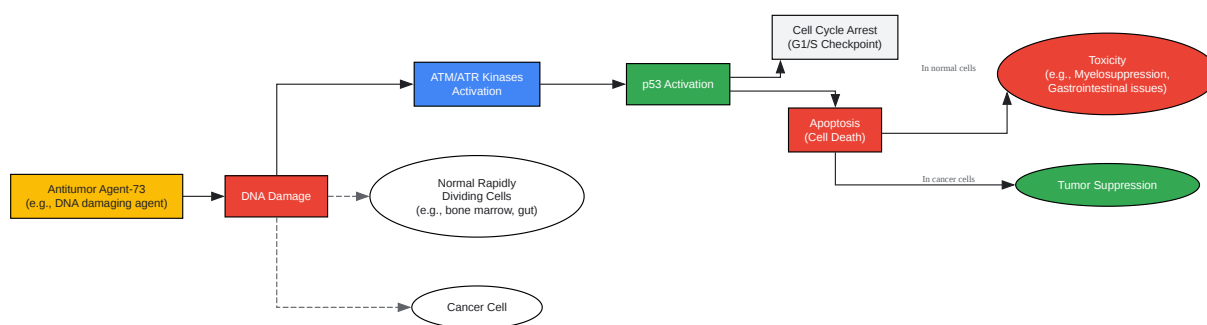 Antitumor Agent-73
(e.g., DNA damaging agent)
DNA Damage
ATM/ATR Kinases
Activation
Normal Rapidly
Dividing Cells
(e.g., bone marrow, gut)
Cancer Cell
p53 Activation
Cell Cycle Arrest
(G1/S Checkpoint)
Apoptosis
(Cell Death)
In normal cells
Toxicity
(e.g., Myelosuppression,
Gastrointestinal issues)
In cancer cells
Tumor Suppression